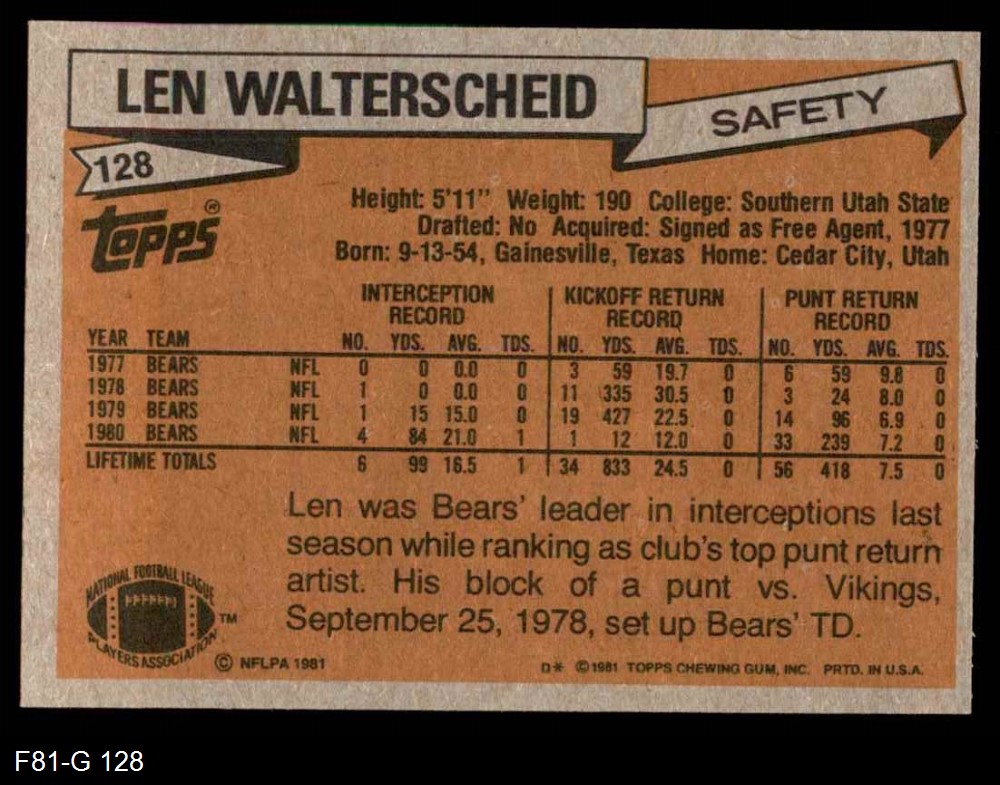 LEN WALTERSCHEID
SAFETY
128
Topps®
Height: 5'11" Weight: 190 College: Southern Utah State
Drafted: No Acquired: Signed as Free Agent, 1977
Born: 9-13-54, Gainesville, Texas Home: Cedar City, Utah
INTERCEPTION RECORD KICKOFF RETURN RECORD PUNT RETURN RECORD
YEAR TEAM NO. YDS. AVG. TDS. NO. YDS. AVG. TDS. NO. YDS. AVG. TDS.
1977 BEARS NFL 0 0 0.0 0 3 59 19.7 0 6 59 9.8 0
1978 BEARS NFL 1 0 0.0 0 11 335 30.5 0 3 24 8.0 0
1979 BEARS NFL 1 15 15.0 0 19 427 22.5 0 14 96 6.9 0
1980 BEARS NFL 4 84 21.0 1 1 12 12.0 0 33 239 7.2 0
LIFETIME TOTALS 6 99 16.5 1 34 833 24.5 0 56 418 7.5 0
Len was Bears' leader in interceptions last
season while ranking as club's top punt return
artist. His block of a punt vs. Vikings,
September 25, 1978, set up Bears' TD.
NATIONAL FOOTBALL LEAGUE
PLAYERS ASSOCIATION
TM
© NFLPA 1981
D* © 1981 TOPPS CHEWING GUM, INC. PRTD. IN U.S.A.
F81-G 128